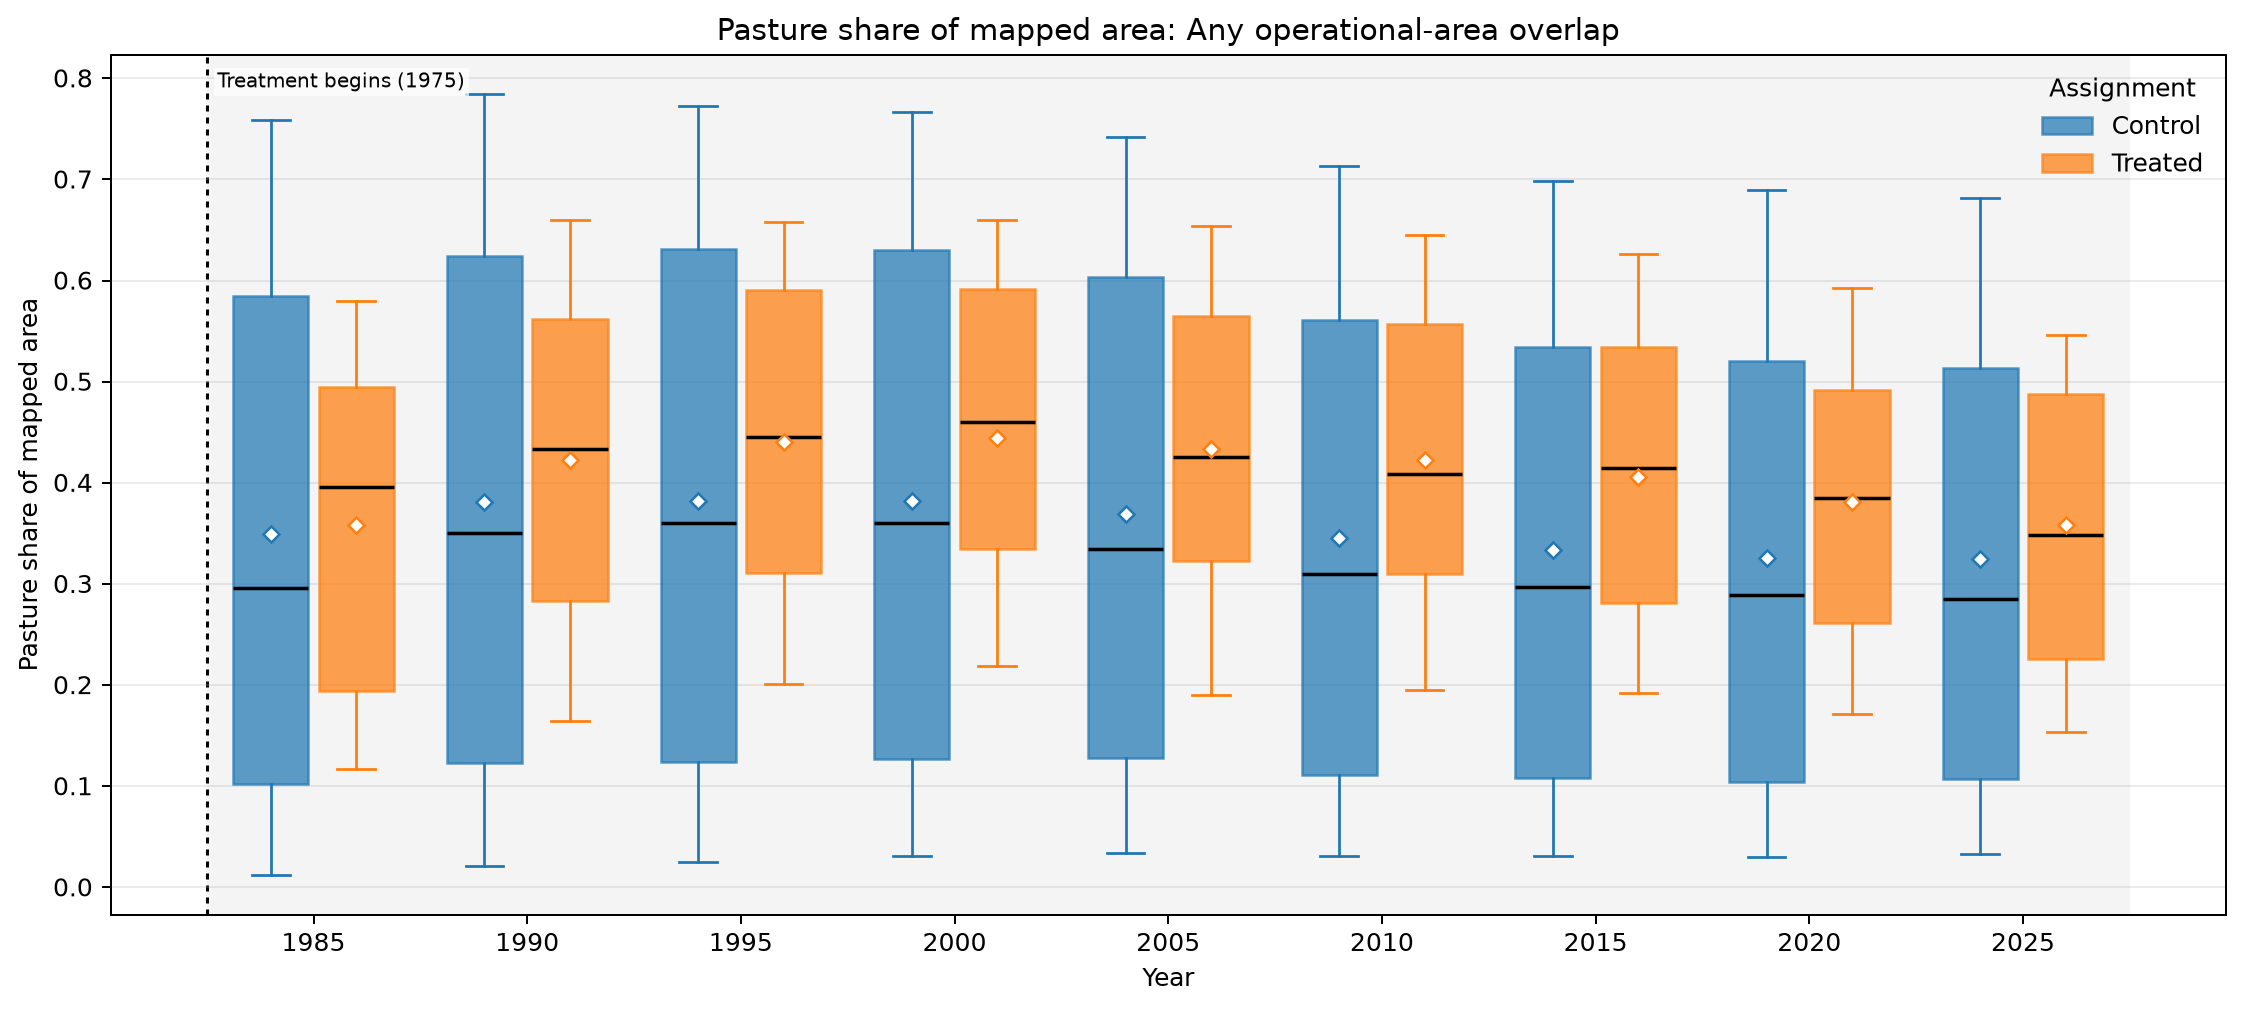 Pasture share of mapped area: Any operational-area overlap
Treatment begins (1975)
Assignment
Control
Treated
Pasture share of mapped area
0.8
0.7
0.6
0.5
0.4
0.3
0.2
0.1
0.0
1985 1990 1995 2000 2005 2010 2015 2020 2025
Year